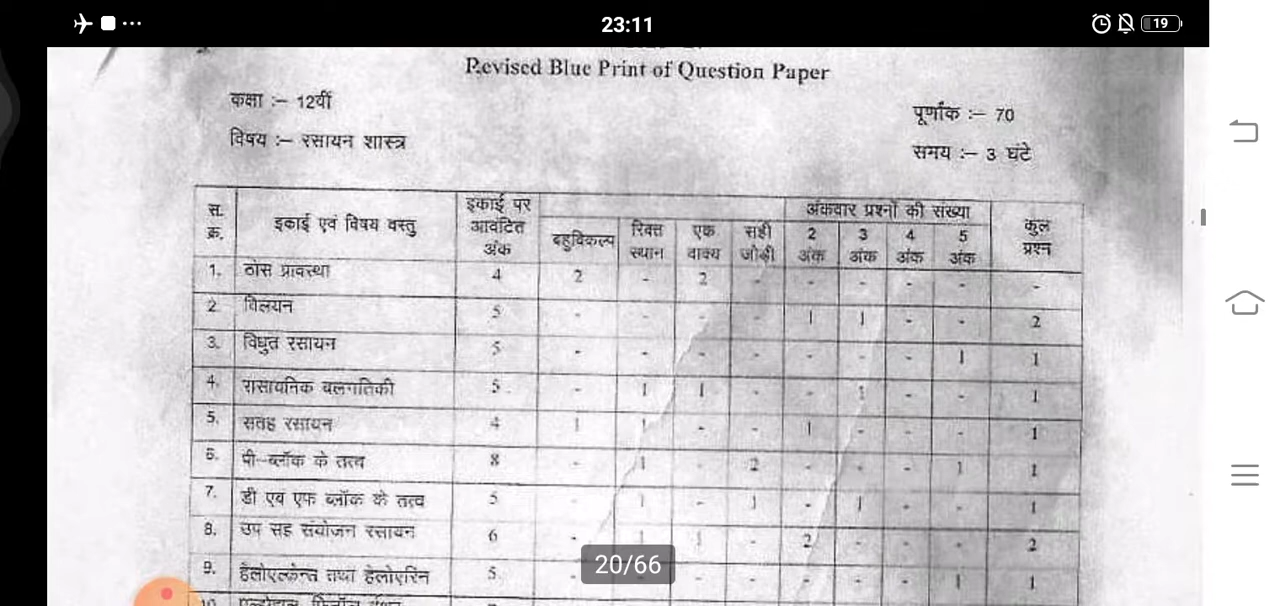 23:11
19
Revised Blue Print of Question Paper
कक्षा :– 12वीं
पूर्णांक :– 70
विषय :– रसायन शास्त्र
समय :– 3 घंटे
स. क्र. इकाई एवं विषय वस्तु इकाई पर आवंटित अंक बहुविकल्प रिक्त स्थान एक वाक्य सही जोड़ी अंकवार प्रश्नों की संख्या 2 अंक 3 अंक 4 अंक 5 अंक कुल प्रश्न
1. ठोस प्रावस्था 4 2 - 2 - - - - - -
2. विलयन 5 - - - - 1 1 - - 2
3. विधुत रसायन 5 - - - - - - - 1 1
4. रासायनिक बलगतिकी 5 - 1 1 - - 1 - - 1
5. सतह रसायन 4 1 1 - - 1 - - - 1
6. पी–ब्लॉक के तत्व 8 - 1 - 2 - - - 1 1
7. डी एवं एफ ब्लॉक के तत्व 5 - 1 - 1 - 1 - - 1
8. उप सह संयोजन रसायन 6 - 1 1 - 2 - - - 2
9. हैलोएल्केन्स तथा हैलोएरिन 5 - - - - - 1 1
10.
20/66